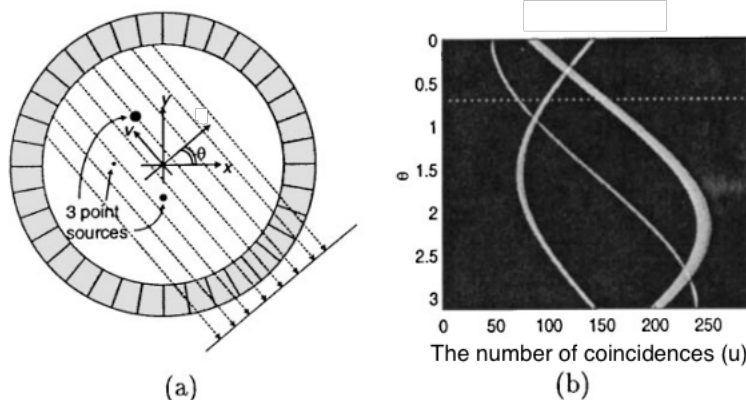 y
v
θ
x
3 point
sources
(a)
0
0.5
1
1.5
2
2.5
3
θ
0 50 100 150 200 250
The number of coincidences (u)
(b)